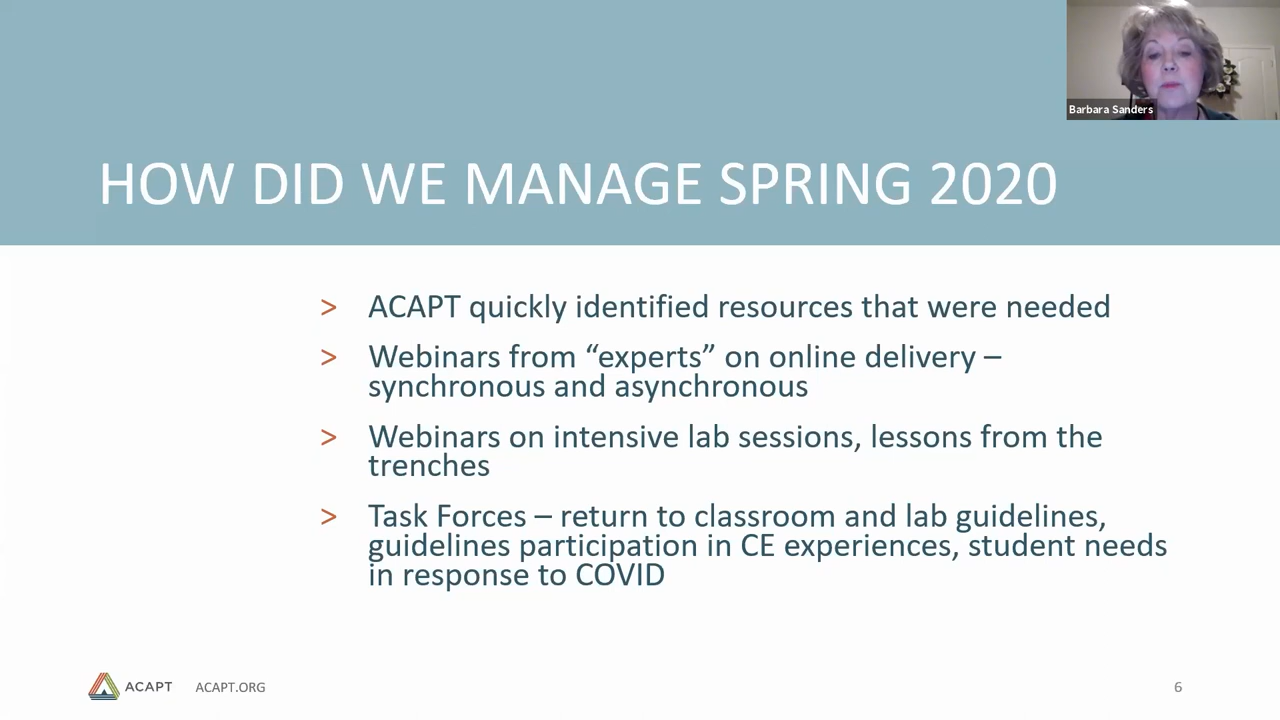 Barbara Sanders
HOW DID WE MANAGE SPRING 2020
> ACAPT quickly identified resources that were needed
> Webinars from “experts” on online delivery –
synchronous and asynchronous
> Webinars on intensive lab sessions, lessons from the
trenches
> Task Forces – return to classroom and lab guidelines,
guidelines participation in CE experiences, student needs
in response to COVID
ACAPT ACAPT.ORG
6